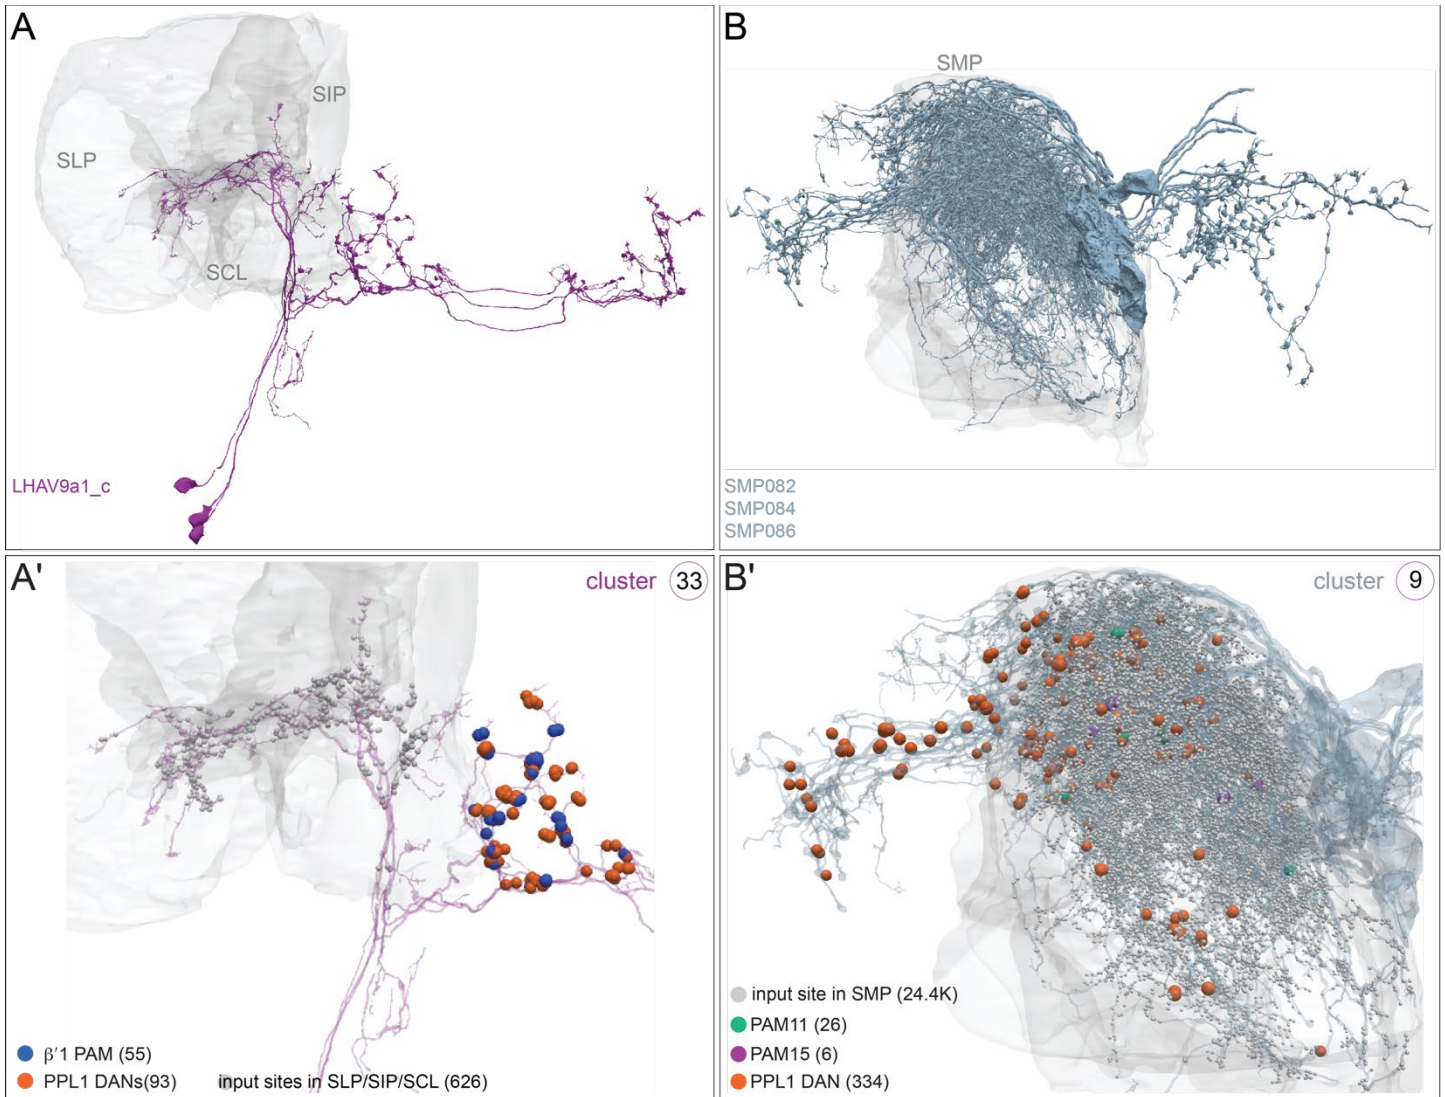 A
SIP
SLP
SCL
LHAV9a1_c
B
SMP
SMP082
SMP084
SMP086
A'
cluster 33
β′1 PAM (55)
PPL1 DANs(93) input sites in SLP/SIP/SCL (626)
B'
cluster 9
input site in SMP (24.4K)
PAM11 (26)
PAM15 (6)
PPL1 DAN (334)